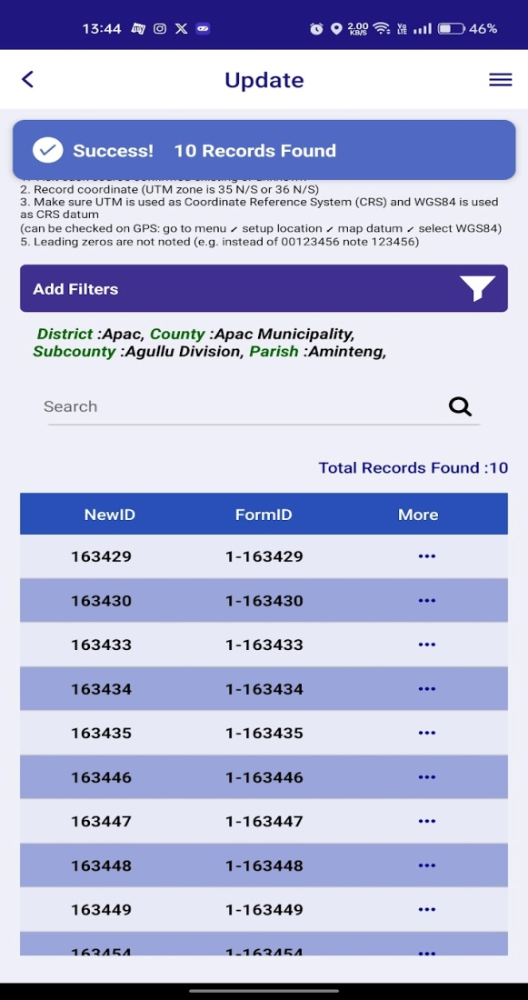 13:44 2.00 KB/S Vo LTE 46%
Update
Success! 10 Records Found
2. Record coordinate (UTM zone is 35 N/S or 36 N/S)
3. Make sure UTM is used as Coordinate Reference System (CRS) and WGS84 is used
as CRS datum
(can be checked on GPS: go to menu ✓ setup location ✓ map datum ✓ select WGS84)
5. Leading zeros are not noted (e.g. instead of 00123456 note 123456)
Add Filters
District :Apac, County :Apac Municipality,
Subcounty :Agullu Division, Parish :Aminteng,
Search
Total Records Found :10
NewID FormID More
163429 1-163429 •••
163430 1-163430 •••
163433 1-163433 •••
163434 1-163434 •••
163435 1-163435 •••
163446 1-163446 •••
163447 1-163447 •••
163448 1-163448 •••
163449 1-163449 •••
163454 1-163454 •••